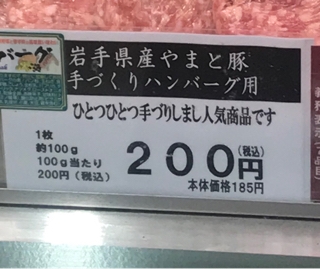 岩手県産やまと豚
手づくりハンバーグ用
ひとつひとつ手づりしまし人気商品です
1枚
約100g
100g当たり
200円（税込）
200円
（税込）
本体価格185円